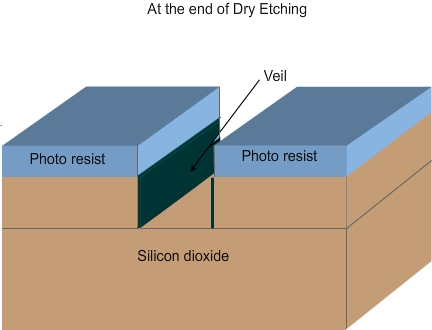 At the end of Dry Etching
Veil
Photo resist
Photo resist
Silicon dioxide